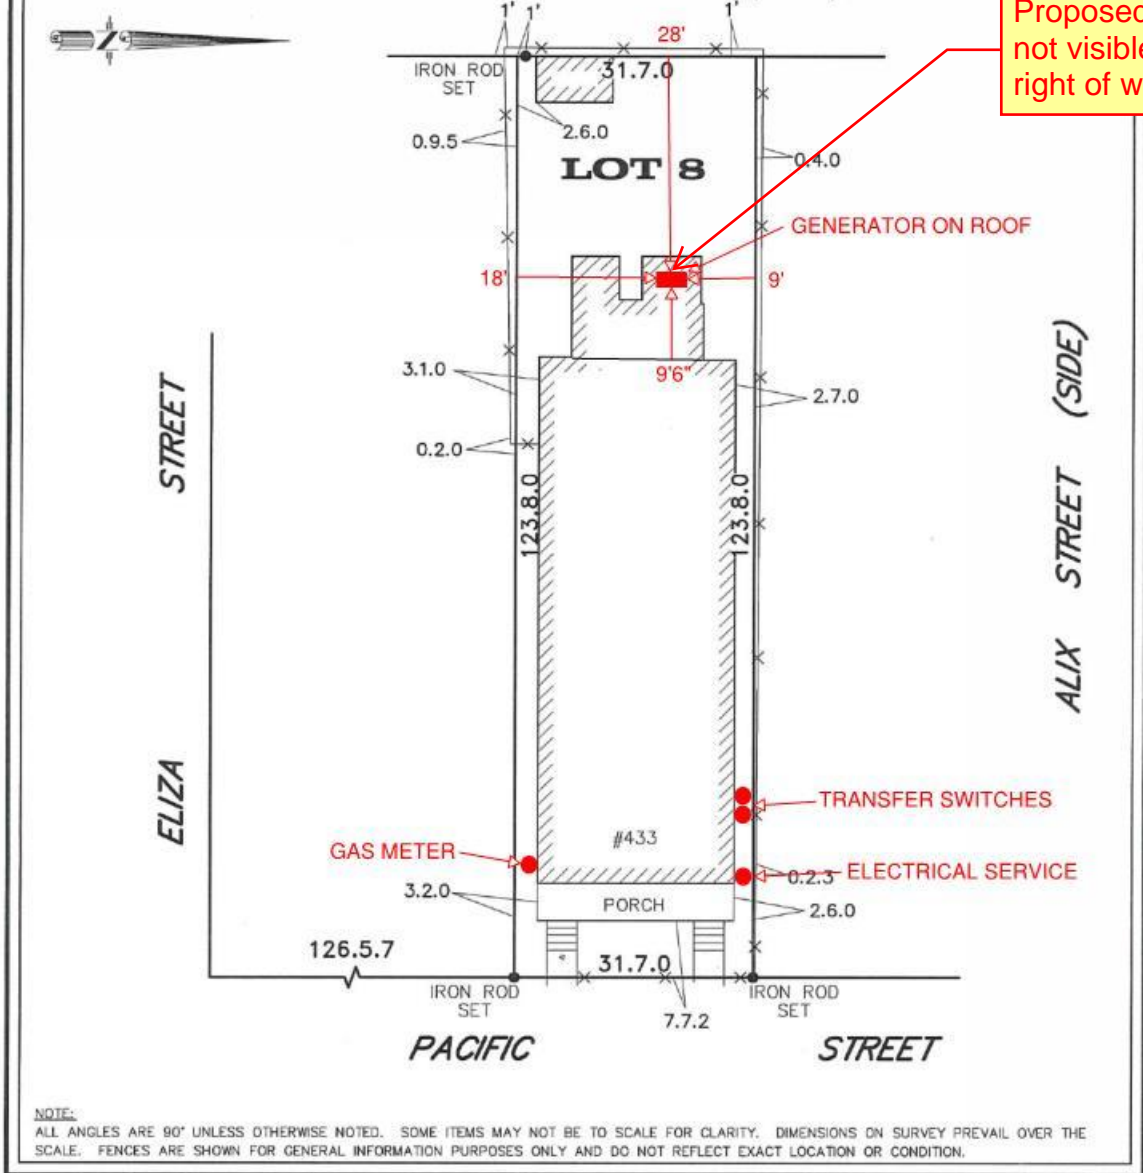 1'
1'
1'
Proposed
not visible
right of w
28'
IRON ROD
SET
31.7.0
2.6.0
0.9.5
LOT 8
0.4.0
GENERATOR ON ROOF
18'
9'
9'6"
3.1.0
2.7.0
0.2.0
123.8.0
123.8.0
ELIZA STREET
ALIX STREET (SIDE)
TRANSFER SWITCHES
#433
GAS METER
0.2.3
ELECTRICAL SERVICE
3.2.0
PORCH
2.6.0
126.5.7
31.7.0
IRON ROD
SET
IRON ROD
SET
7.7.2
PACIFIC STREET
NOTE:
ALL ANGLES ARE 90° UNLESS OTHERWISE NOTED. SOME ITEMS MAY NOT BE TO SCALE FOR CLARITY. DIMENSIONS ON SURVEY PREVAIL OVER THE
SCALE. FENCES ARE SHOWN FOR GENERAL INFORMATION PURPOSES ONLY AND DO NOT REFLECT EXACT LOCATION OR CONDITION.